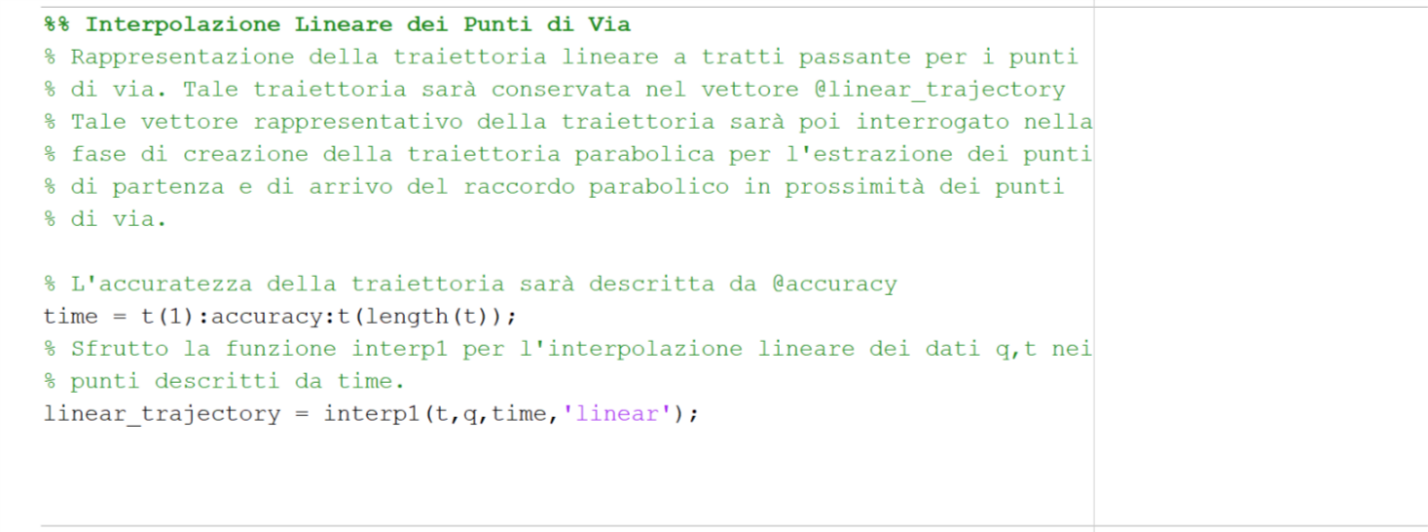 %% Interpolazione Lineare dei Punti di Via
% Rappresentazione della traiettoria lineare a tratti passante per i punti
% di via. Tale traiettoria sarà conservata nel vettore @linear_trajectory
% Tale vettore rappresentativo della traiettoria sarà poi interrogato nella
% fase di creazione della traiettoria parabolica per l'estrazione dei punti
% di partenza e di arrivo del raccordo parabolico in prossimità dei punti
% di via.
% L'accuratezza della traiettoria sarà descritta da @accuracy
time = t(1):accuracy:t(length(t));
% Sfrutto la funzione interp1 per l'interpolazione lineare dei dati q,t nei
% punti descritti da time.
linear_trajectory = interp1(t,q,time,'linear');